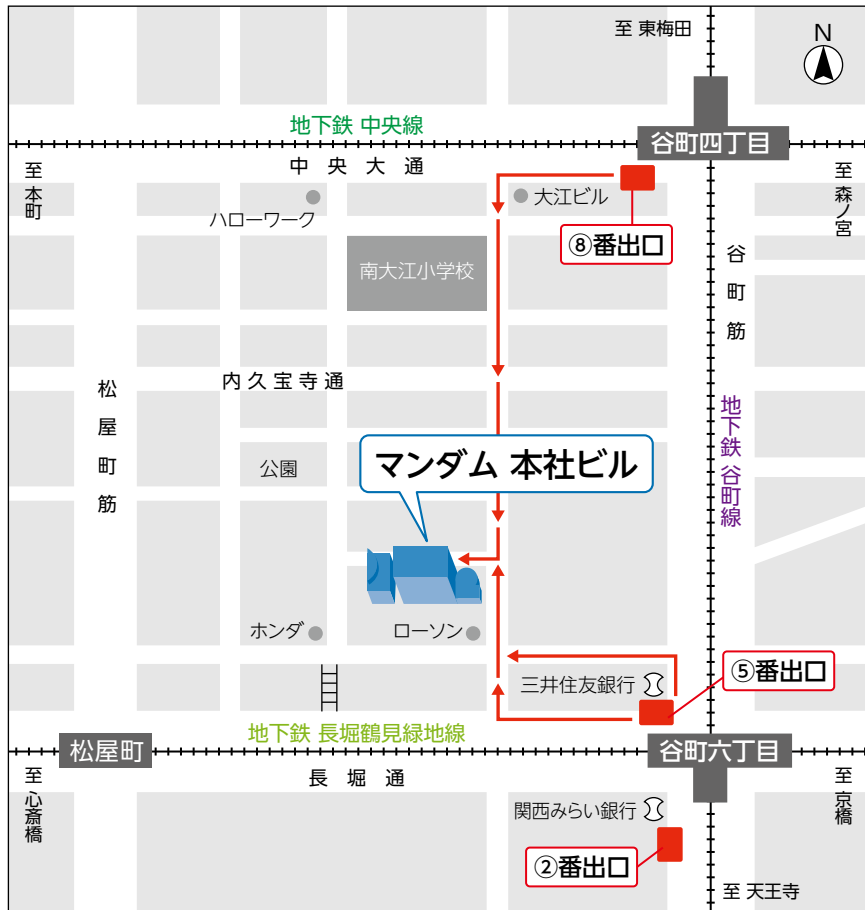 至 東梅田
N
地下鉄 中央線
谷町四丁目
中央大通
至本町
至森ノ宮
ハローワーク
大江ビル
⑧番出口
南大江小学校
谷町筋
内久宝寺通
松屋町筋
地下鉄 谷町線
マンダム 本社ビル
公園
ホンダ
ローソン
三井住友銀行
⑤番出口
地下鉄 長堀鶴見緑地線
松屋町
谷町六丁目
長堀通
至心斎橋
至京橋
関西みらい銀行
②番出口
至 天王寺